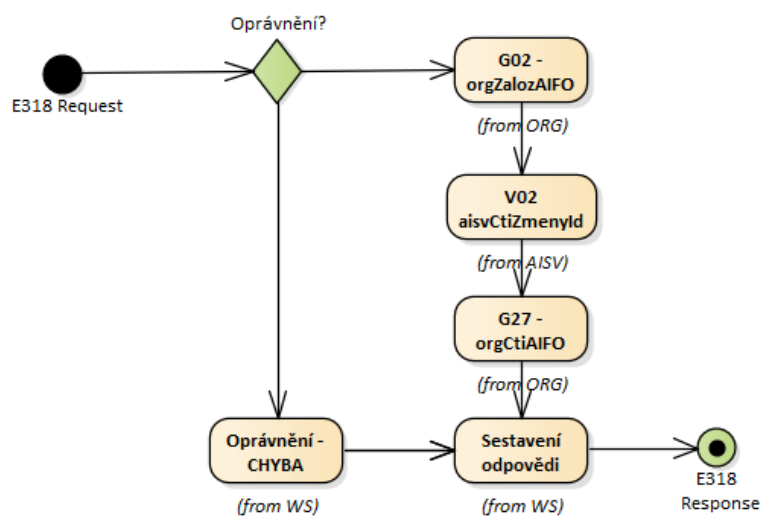 Oprávnění?
E318 Request
G02 -
orgZalozAIFO
(from ORG)
V02
aisvCtiZmenyId
(from AISV)
G27 -
orgCtiAIFO
(from ORG)
Oprávnění -
CHYBA
(from WS)
Sestavení
odpovědi
(from WS)
E318
Response